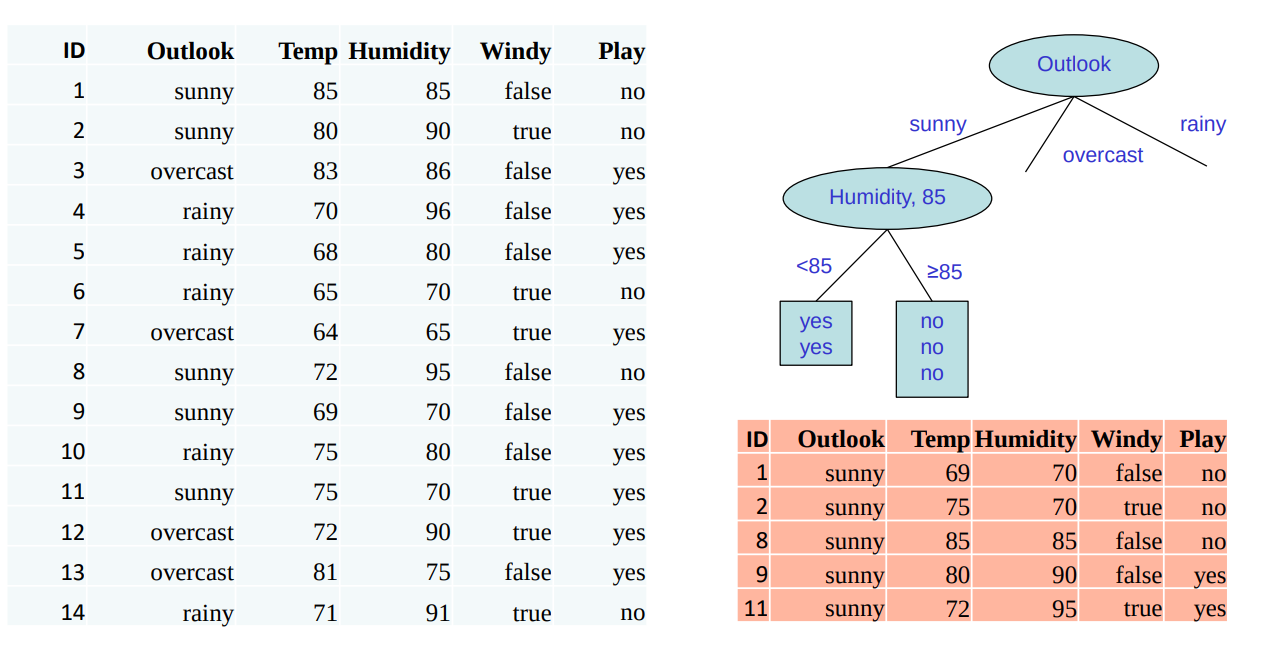 ID Outlook Temp Humidity Windy Play
1 sunny 85 85 false no
2 sunny 80 90 true no
3 overcast 83 86 false yes
4 rainy 70 96 false yes
5 rainy 68 80 false yes
6 rainy 65 70 true no
7 overcast 64 65 true yes
8 sunny 72 95 false no
9 sunny 69 70 false yes
10 rainy 75 80 false yes
11 sunny 75 70 true yes
12 overcast 72 90 true yes
13 overcast 81 75 false yes
14 rainy 71 91 true no
Outlook
sunny
overcast
rainy
Humidity, 85
<85
≥85
yes
yes
no
no
no
ID Outlook Temp Humidity Windy Play
1 sunny 69 70 false no
2 sunny 75 70 true no
8 sunny 85 85 false no
9 sunny 80 90 false yes
11 sunny 72 95 true yes